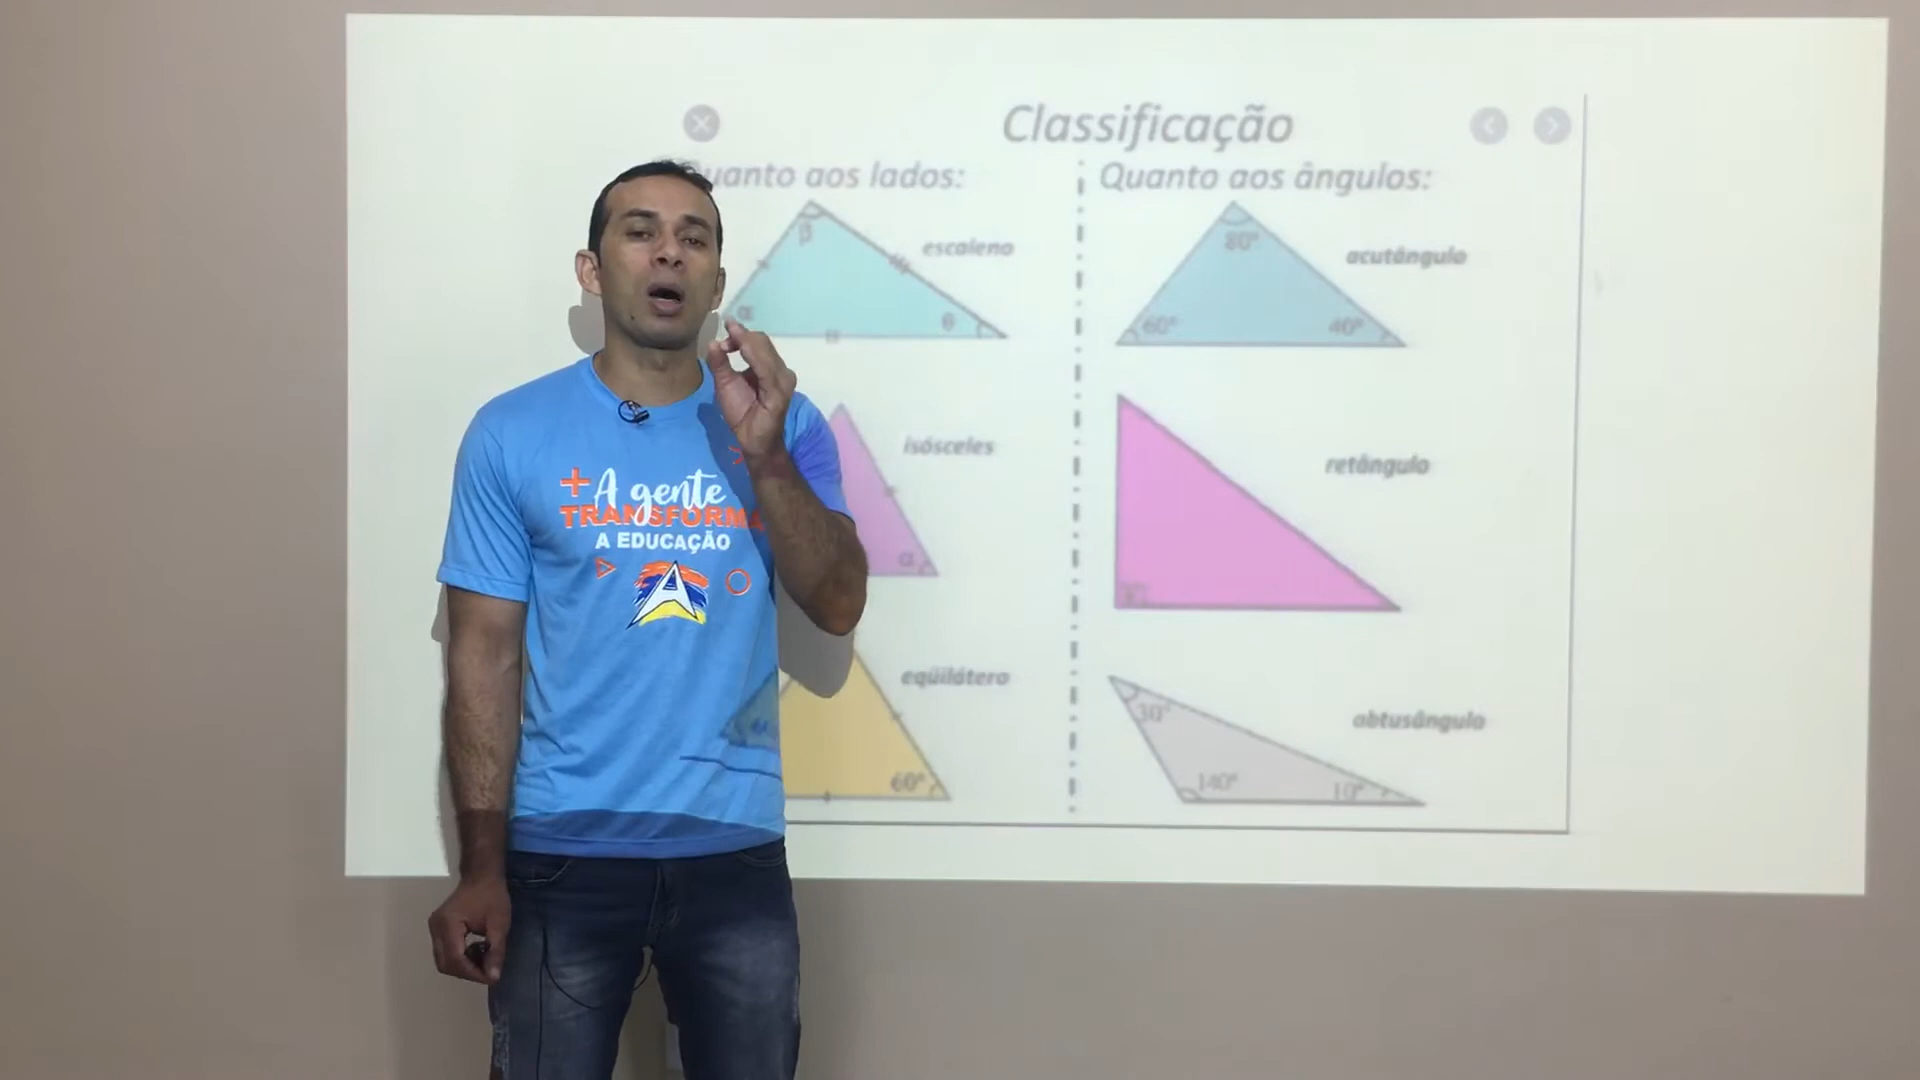 Classificação
Quanto aos lados:
β
escaleno
α
θ
isósceles
α
eqüilátero
60°
Quanto aos ângulos:
80°
acutângulo
60°
40°
retângulo
30°
obtusângulo
140°
10°
A gente
TRANSFORMA
A EDUCAÇÃO